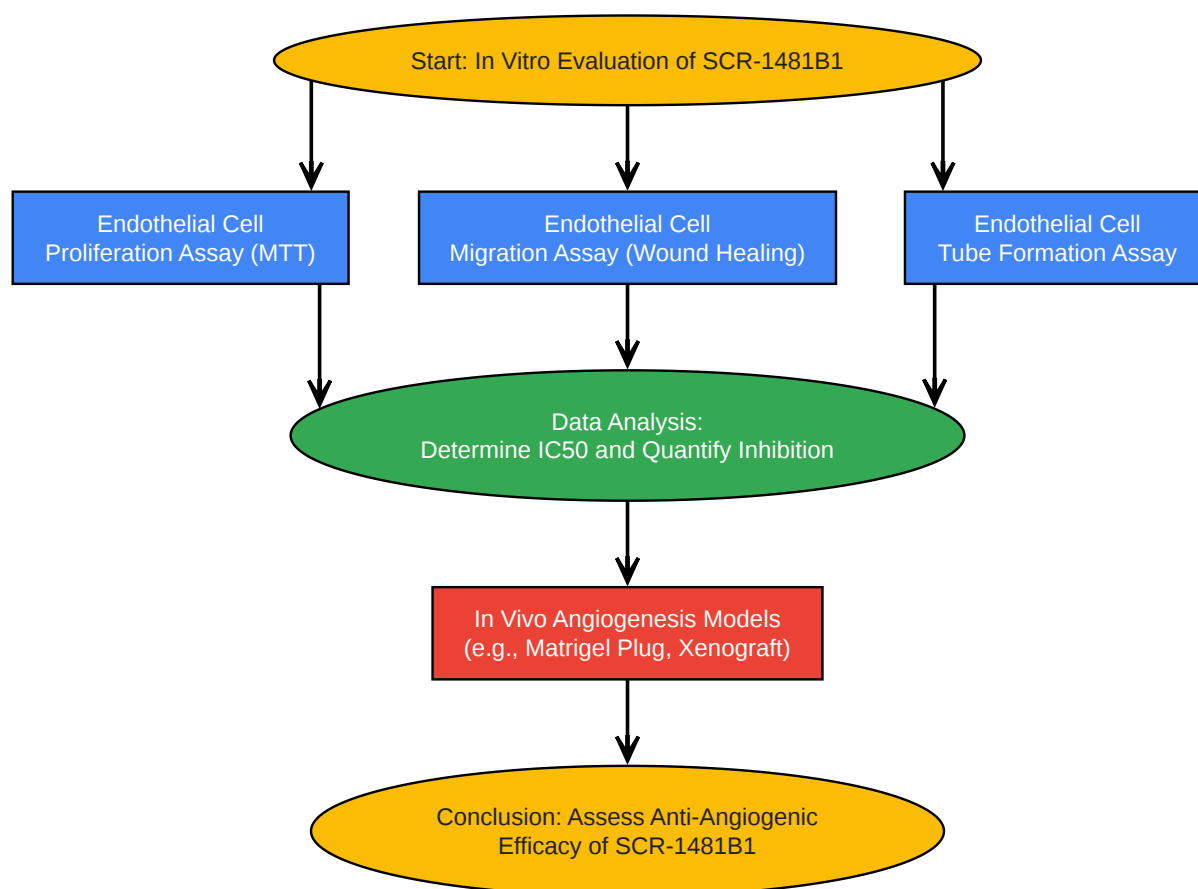 Start: In Vitro Evaluation of SCR-1481B1
Endothelial Cell
Proliferation Assay (MTT)
Endothelial Cell
Migration Assay (Wound Healing)
Endothelial Cell
Tube Formation Assay
Data Analysis:
Determine IC50 and Quantify Inhibition
In Vivo Angiogenesis Models
(e.g., Matrigel Plug, Xenograft)
Conclusion: Assess Anti-Angiogenic
Efficacy of SCR-1481B1